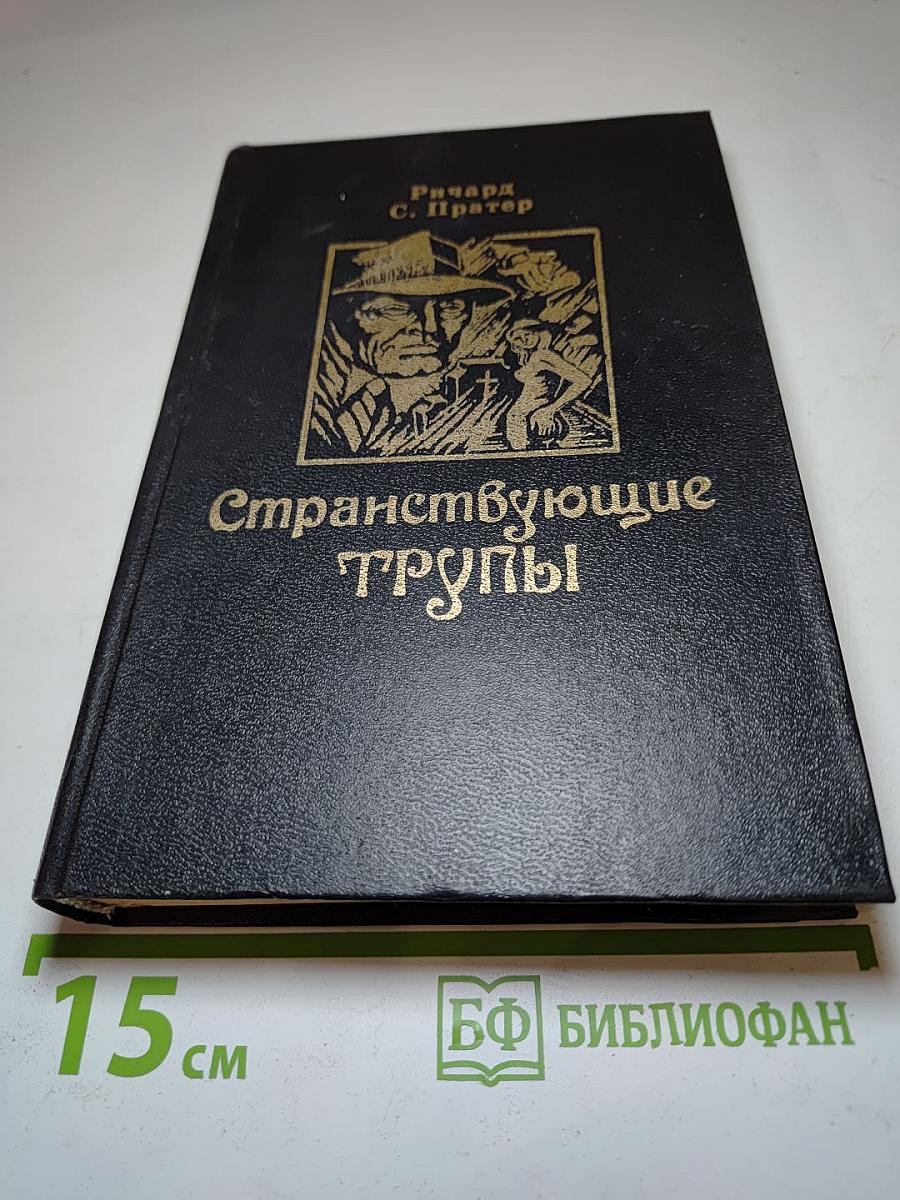 Ричард
С. Пратер
Странствующие
трупы
15 см
БФ БИБЛИОФАН